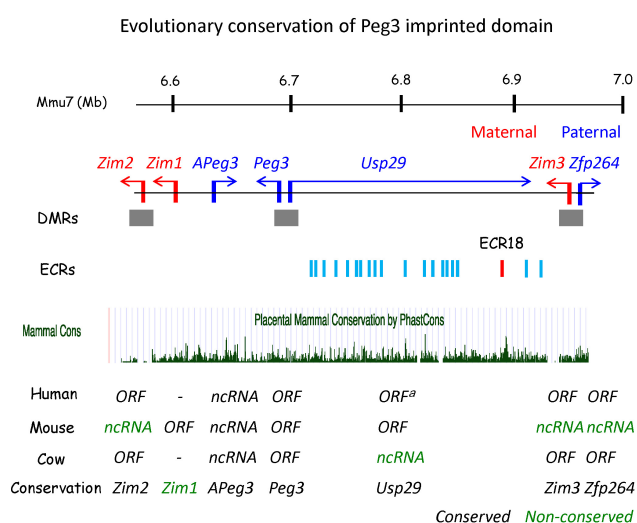 Evolutionary conservation of Peg3 imprinted domain
6.6 6.7 6.8 6.9 7.0
Mmu7 (Mb)
Maternal Paternal
Zim2 Zim1 APeg3 Peg3 Usp29 Zim3 Zfp264
DMRs
ECR18
ECRs
Placental Mammal Conservation by PhastCons
Mammal Cons
Human ORF - ncRNA ORF ORFa ORF ORF
Mouse ncRNA ORF ncRNA ORF ORF ncRNA ncRNA
Cow ORF - ncRNA ORF ncRNA ORF ORF
Conservation Zim2 Zim1 APeg3 Peg3 Usp29 Zim3 Zfp264
Conserved Non-conserved